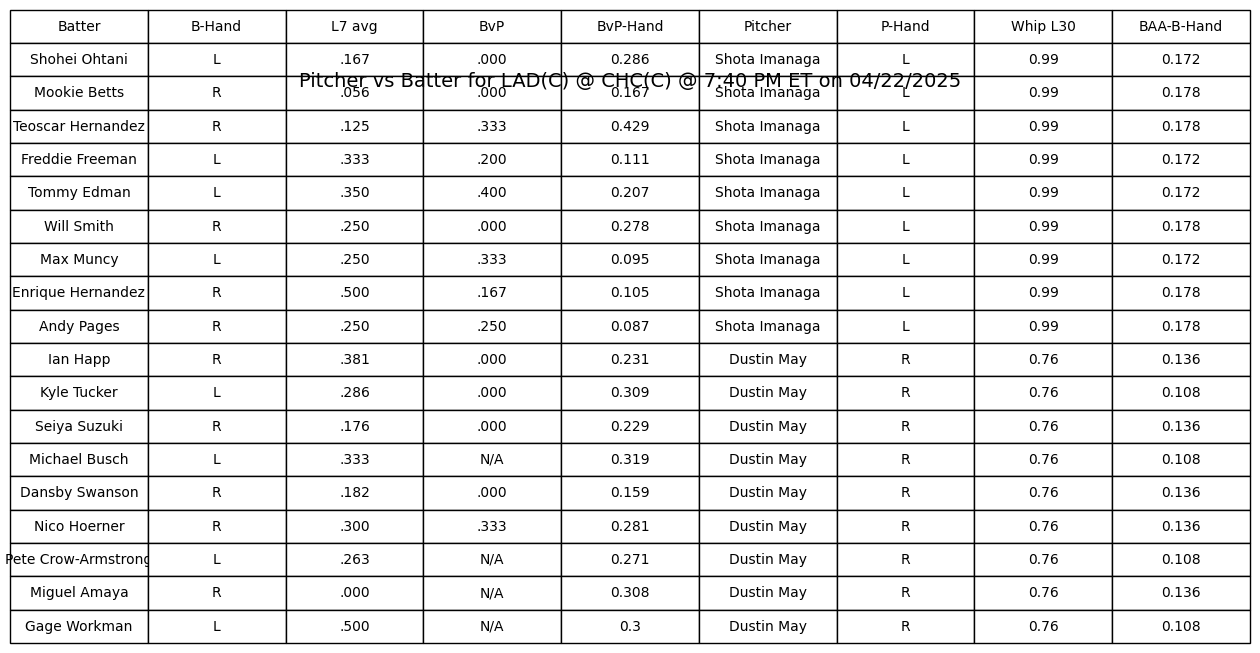 Batter B-Hand L7 avg BvP BvP-Hand Pitcher P-Hand Whip L30 BAA-B-Hand
Shohei Ohtani L .167 .000 0.286 Shota Imanaga L 0.99 0.172
Pitcher vs Batter for LAD(C) @ CHC(C) @ 7:40 PM ET on 04/22/2025
Mookie Betts R .056 .000 0.167 Shota Imanaga L 0.99 0.178
Teoscar Hernandez R .125 .333 0.429 Shota Imanaga L 0.99 0.178
Freddie Freeman L .333 .200 0.111 Shota Imanaga L 0.99 0.172
Tommy Edman L .350 .400 0.207 Shota Imanaga L 0.99 0.172
Will Smith R .250 .000 0.278 Shota Imanaga L 0.99 0.178
Max Muncy L .250 .333 0.095 Shota Imanaga L 0.99 0.172
Enrique Hernandez R .500 .167 0.105 Shota Imanaga L 0.99 0.178
Andy Pages R .250 .250 0.087 Shota Imanaga L 0.99 0.178
Ian Happ R .381 .000 0.231 Dustin May R 0.76 0.136
Kyle Tucker L .286 .000 0.309 Dustin May R 0.76 0.108
Seiya Suzuki R .176 .000 0.229 Dustin May R 0.76 0.136
Michael Busch L .333 N/A 0.319 Dustin May R 0.76 0.108
Dansby Swanson R .182 .000 0.159 Dustin May R 0.76 0.136
Nico Hoerner R .300 .333 0.281 Dustin May R 0.76 0.136
Pete Crow-Armstrong L .263 N/A 0.271 Dustin May R 0.76 0.108
Miguel Amaya R .000 N/A 0.308 Dustin May R 0.76 0.136
Gage Workman L .500 N/A 0.3 Dustin May R 0.76 0.108